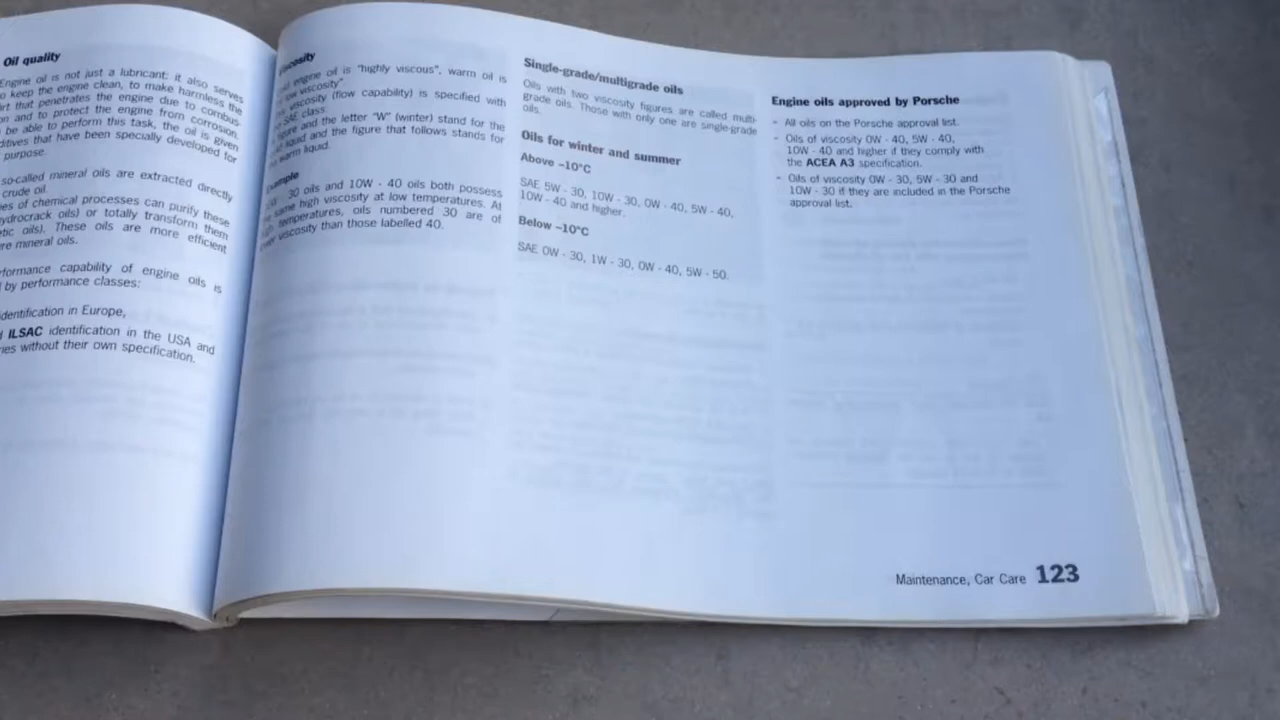 Oil quality
Engine oil is not just a lubricant: it also serves
to keep the engine clean, to make harmless the
dirt that penetrates the engine due to combus-
and to protect the engine from corrosion.
be able to perform this task, the oil is given
that have been specially developed for
purpose.
so-called mineral oils are extracted directly
crude oil.
of chemical processes can purify these
oils) or totally transform them
oils). These oils are more efficient
mineral oils.
capability of engine oils is
by performance classes:
identification in Europe,
ILSAC identification in the USA and
without their own specification.
Viscosity
engine oil is "highly viscous", warm oil is
viscosity".
viscosity (flow capability) is specified with
SAE class.
figure and the letter "W" (winter) stand for the
liquid and the figure that follows stands for
warm liquid.
Example
30 oils and 10W - 40 oils both possess
same high viscosity at low temperatures. At
temperatures, oils numbered 30 are of
viscosity than those labelled 40.
Single-grade/multigrade oils
Oils with two viscosity figures are called multi-
grade oils. Those with only one are single-grade
oils.
Oils for winter and summer
Above –10°C
SAE 5W - 30, 10W - 30, 0W - 40, 5W - 40,
10W - 40 and higher.
Below –10°C
SAE 0W - 30, 1W - 30, 0W - 40, 5W - 50.
Engine oils approved by Porsche
- All oils on the Porsche approval list.
- Oils of viscosity 0W - 40, 5W - 40,
10W - 40 and higher if they comply with
the ACEA A3 specification.
- Oils of viscosity 0W - 30, 5W - 30 and
10W - 30 if they are included in the Porsche
approval list.
Maintenance, Car Care 123